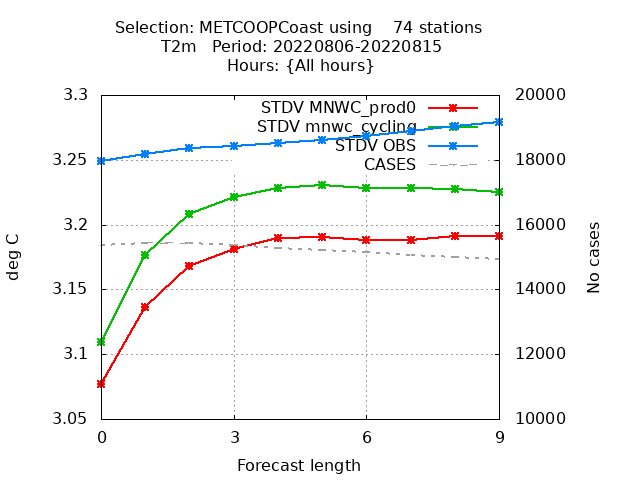 Selection: METCOOPCoast using    74 stations
T2m   Period: 20220806-20220815
Hours: {All hours}
3.3
3.25
3.2
3.15
3.1
3.05
20000
18000
16000
14000
12000
10000
STDV MNWC_prod0
STDV mnwc_cycling
STDV OBS
CASES
deg C
No cases
0
3
6
9
Forecast length